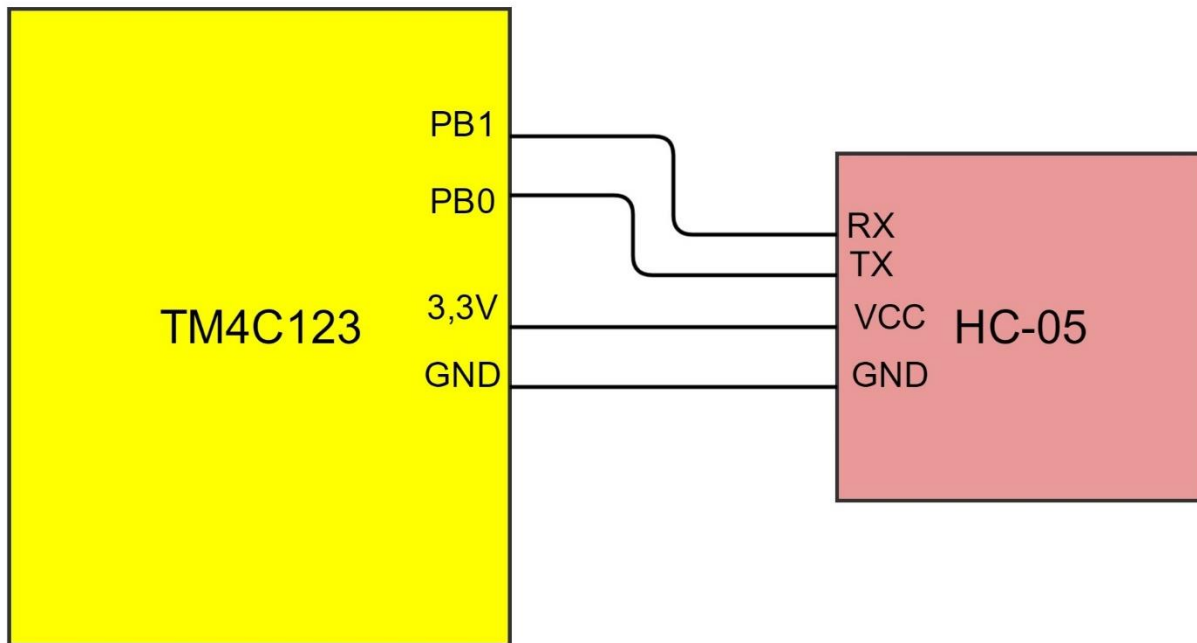 PB1
PB0
3,3V
GND
TM4C123
RX
TX
VCC
GND
HC-05